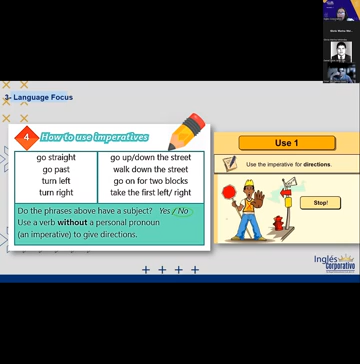 3- Language Focus
4
How to use imperatives
go straight
go past
turn left
turn right
go up/down the street
walk down the street
go on for two blocks
take the first left/ right
Do the phrases above have a subject? Yes / No
Use a verb without a personal pronoun
(an imperative) to give directions.
Use 1
Use the imperative for directions.
Stop!
Inglés
Corporativo